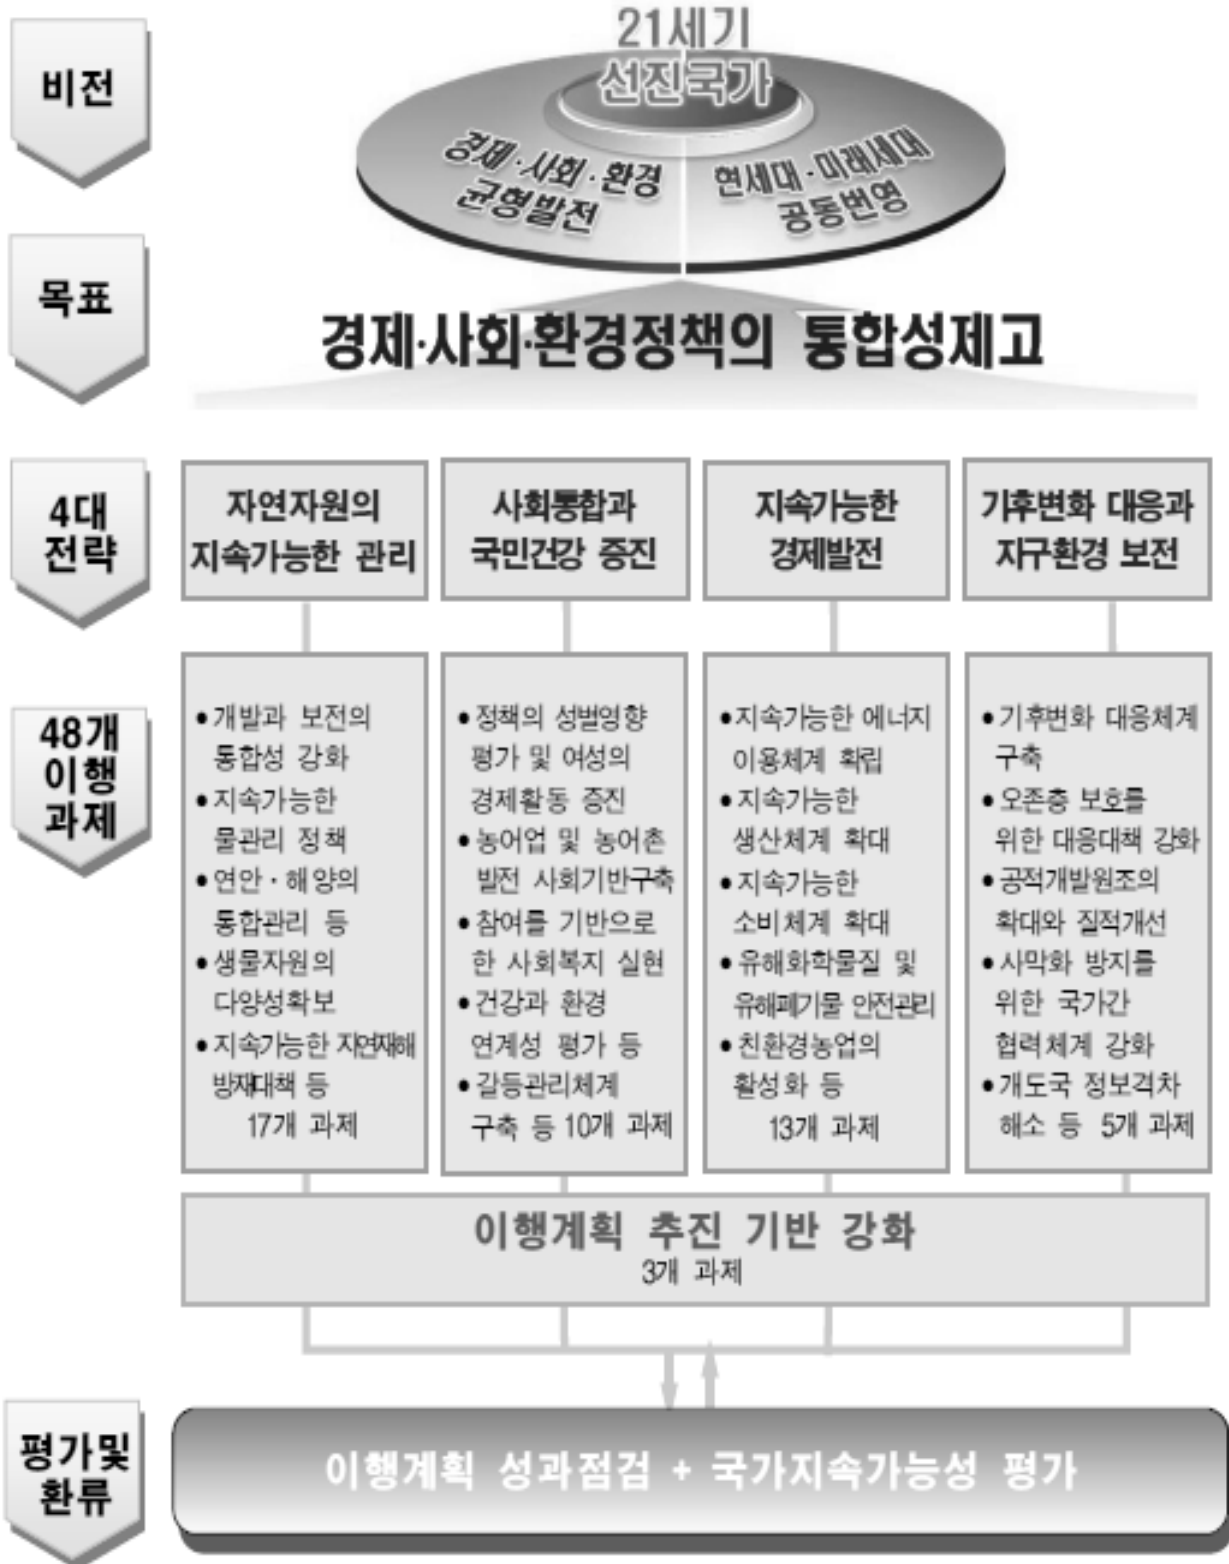 비전
21세기
선진국가
경제·사회·환경
균형발전
현세대·미래세대
공동번영
목표
경제·사회·환경정책의 통합성제고
4대
전략
자연자원의
지속가능한 관리
사회통합과
국민건강 증진
지속가능한
경제발전
기후변화 대응과
지구환경 보전
48개
이행
과제
• 개발과 보전의
통합성 강화
• 지속가능한
물관리 정책
• 연안·해양의
통합관리 등
• 생물자원의
다양성확보
• 지속가능한 자연재해
방재대책 등
17개 과제
• 정책의 성별영향
평가 및 여성의
경제활동 증진
• 농어업 및 농어촌
발전 사회기반구축
• 참여를 기반으로
한 사회복지 실현
• 건강과 환경
연계성 평가 등
• 갈등관리체계
구축 등 10개 과제
• 지속가능한 에너지
이용체계 확립
• 지속가능한
생산체계 확대
• 지속가능한
소비체계 확대
• 유해화학물질 및
유해폐기물 안전관리
• 친환경농업의
활성화 등
13개 과제
• 기후변화 대응체계
구축
• 오존층 보호를
위한 대응대책 강화
• 공적개발원조의
확대와 질적개선
• 사막화 방지를
위한 국가간
협력체계 강화
• 개도국 정보격차
해소 등 5개 과제
이행계획 추진 기반 강화
3개 과제
평가및
환류
이행계획 성과점검 + 국가지속가능성 평가